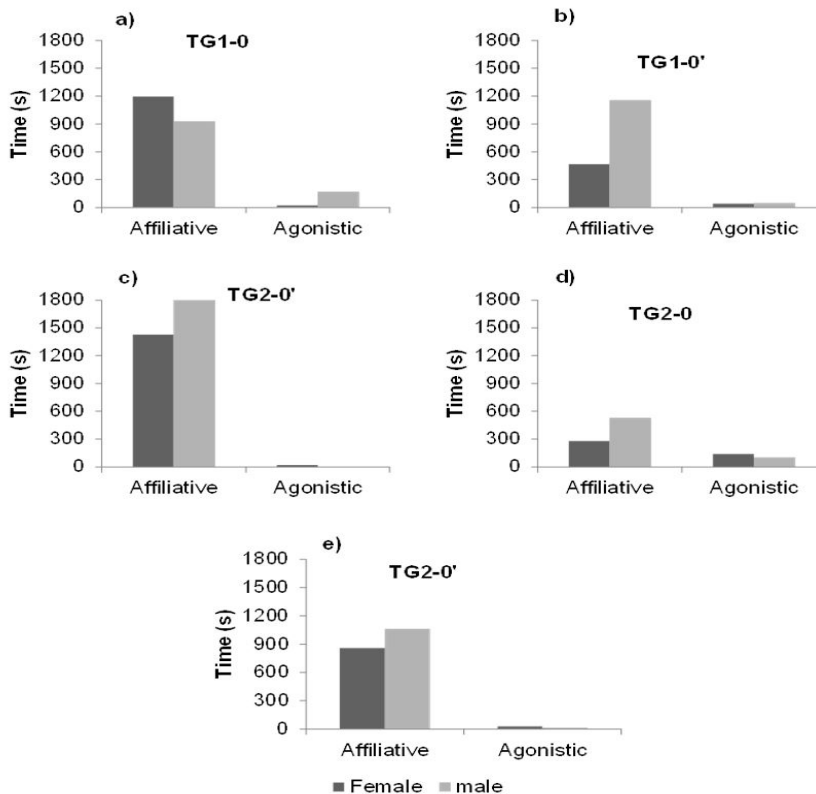 a)
TG1-0
Time (s)
1800
1500
1200
900
600
300
0
Affiliative Agonistic
b)
TG1-0'
Time (s)
1800
1500
1200
900
600
300
0
Affiliative Agonistic
c)
TG2-0'
Time (s)
1800
1500
1200
900
600
300
0
Affiliative Agonistic
d)
TG2-0
Time (s)
1800
1500
1200
900
600
300
0
Affiliative Agonistic
e)
TG2-0'
Time (s)
1800
1500
1200
900
600
300
0
Affiliative Agonistic
Female male